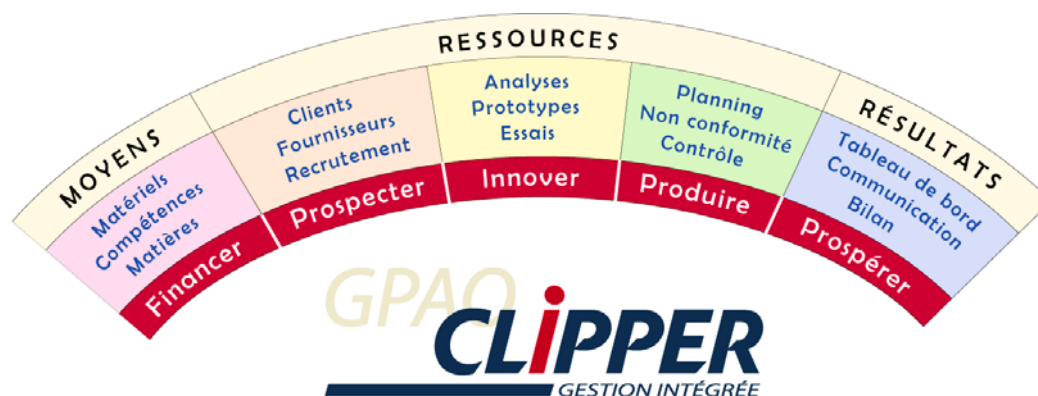 RESSOURCES
MOYENS
RÉSULTATS
Matériels
Compétences
Matières
Clients
Fournisseurs
Recrutement
Analyses
Prototypes
Essais
Planning
Non conformité
Contrôle
Tableau de bord
Communication
Bilan
Financer
Prospecter
Innover
Produire
Prospérer
GPAO
CLiPPER
GESTION INTÉGRÉE